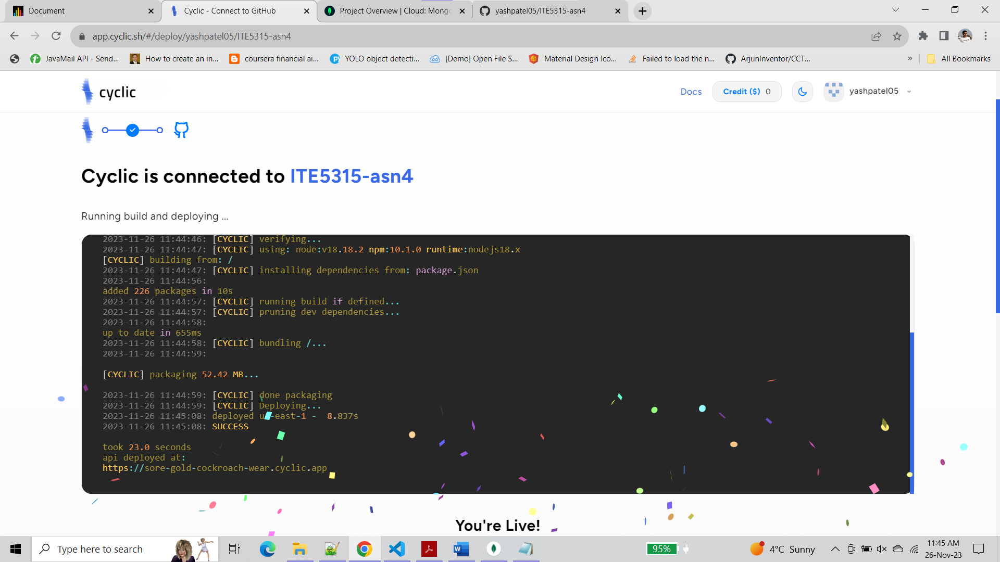 Document
Cyclic - Connect to GitHub
Project Overview | Cloud: Mongo
yashpatel05/ITE5315-asn4
app.cyclic.sh/#/deploy/yashpatel05/ITE5315-asn4
JavaMail API - Send...
How to create an in...
coursera financial ai...
YOLO object detecti...
[Demo] Open File S...
Material Design Ico...
Failed to load the n...
ArjunInventor/CCT...
»
All Bookmarks
cyclic
Docs
Credit ($) 0
yashpatel05
Cyclic is connected to ITE5315-asn4
Running build and deploying ...
2023-11-26 11:44:46: [CYCLIC] verifying...
2023-11-26 11:44:47: [CYCLIC] using: node:v18.18.2 npm:10.1.0 runtime:nodejs18.x
[CYCLIC] building from: /
2023-11-26 11:44:47: [CYCLIC] installing dependencies from: package.json
2023-11-26 11:44:56:
added 226 packages in 10s
2023-11-26 11:44:57: [CYCLIC] running build if defined...
2023-11-26 11:44:57: [CYCLIC] pruning dev dependencies...
2023-11-26 11:44:58:
up to date in 655ms
2023-11-26 11:44:58: [CYCLIC] bundling /...
2023-11-26 11:44:59:
[CYCLIC] packaging 52.42 MB...
2023-11-26 11:44:59: [CYCLIC] done packaging
2023-11-26 11:44:59: [CYCLIC] Deploying...
2023-11-26 11:45:08: deployed us-east-1 - 8.837s
2023-11-26 11:45:08: SUCCESS
took 23.0 seconds
api deployed at:
https://sore-gold-cockroach-wear.cyclic.app
You're Live!
Type here to search
95%
4°C Sunny
11:45 AM
26-Nov-23